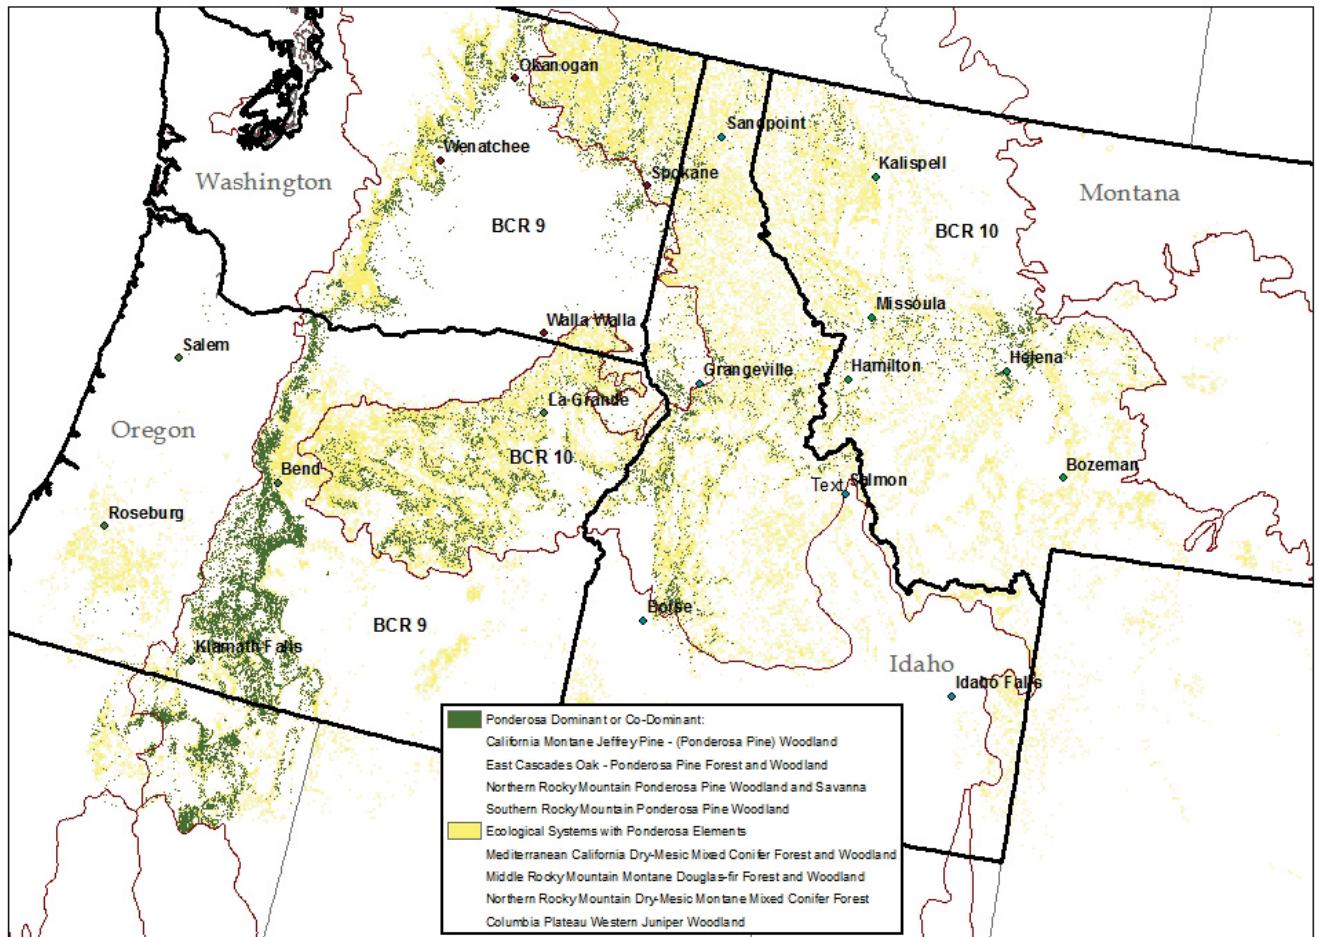 Okanogan
Sandpoint
Wenatchee
Kalispell
Spokane
Washington
Montana
BCR 9
BCR 10
Missoula
Walla Walla
Salem
Helena
Grangeville
Hamilton
La Grande
Oregon
BCR 10
Bozeman
Bend
Text
Salmon
Roseburg
Boise
BCR 9
Klamath Falls
Idaho
Idaho Falls
Ponderosa Dominant or Co-Dominant:
California Montane Jeffrey Pine - (Ponderosa Pine) Woodland
East Cascades Oak - Ponderosa Pine Forest and Woodland
Northern Rocky Mountain Ponderosa Pine Woodland and Savanna
Southern Rocky Mountain Ponderosa Pine Woodland
Ecological Systems with Ponderosa Elements
Mediterranean California Dry-Mesic Mixed Conifer Forest and Woodland
Middle Rocky Mountain Montane Douglas-fir Forest and Woodland
Northern Rocky Mountain Dry-Mesic Montane Mixed Conifer Forest
Columbia Plateau Western Juniper Woodland